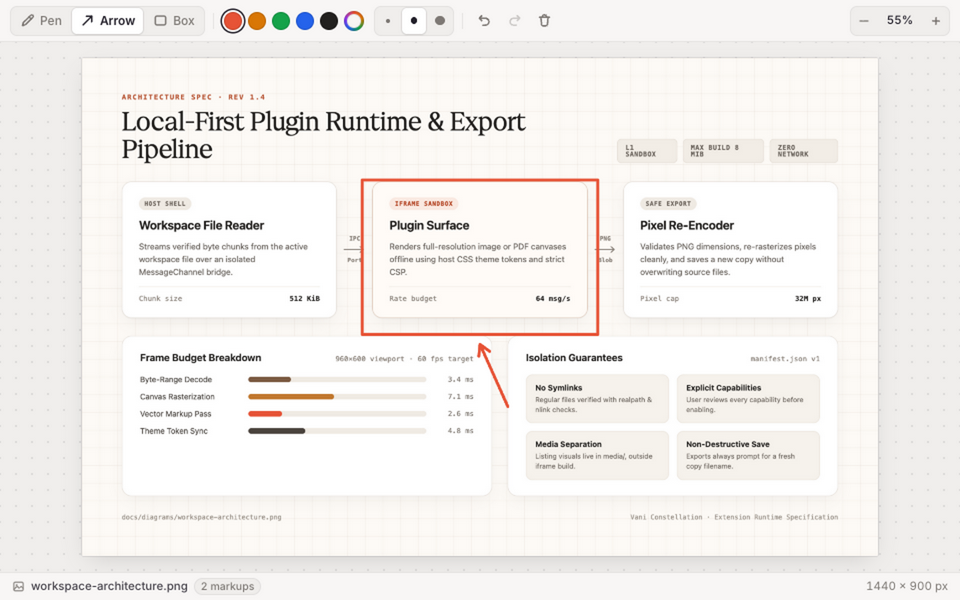 Pen Arrow Box 55%
ARCHITECTURE SPEC · REV 1.4
Local-First Plugin Runtime & Export
Pipeline
L1
SANDBOX
MAX BUILD 8
MIB
ZERO
NETWORK
HOST SHELL
Workspace File Reader
Streams verified byte chunks from the active
workspace file over an isolated
MessageChannel bridge.
Chunk size 512 KiB
IPC
Port
IFRAME SANDBOX
Plugin Surface
Renders full-resolution image or PDF canvases
offline using host CSS theme tokens and strict
CSP.
Rate budget 64 msg/s
PNG
Blob
SAFE EXPORT
Pixel Re-Encoder
Validates PNG dimensions, re-rasterizes pixels
cleanly, and saves a new copy without
overwriting source files.
Pixel cap 32M px
Frame Budget Breakdown 960×600 viewport · 60 fps target
Byte-Range Decode 3.4 ms
Canvas Rasterization 7.1 ms
Vector Markup Pass 2.6 ms
Theme Token Sync 4.8 ms
Isolation Guarantees manifest.json v1
No Symlinks
Regular files verified with realpath &
nlink checks.
Explicit Capabilities
User reviews every capability before
enabling.
Media Separation
Listing visuals live in media/, outside
iframe build.
Non-Destructive Save
Exports always prompt for a fresh
copy filename.
docs/diagrams/workspace-architecture.png
Vani Constellation · Extension Runtime Specification
workspace-architecture.png 2 markups 1440 × 900 px